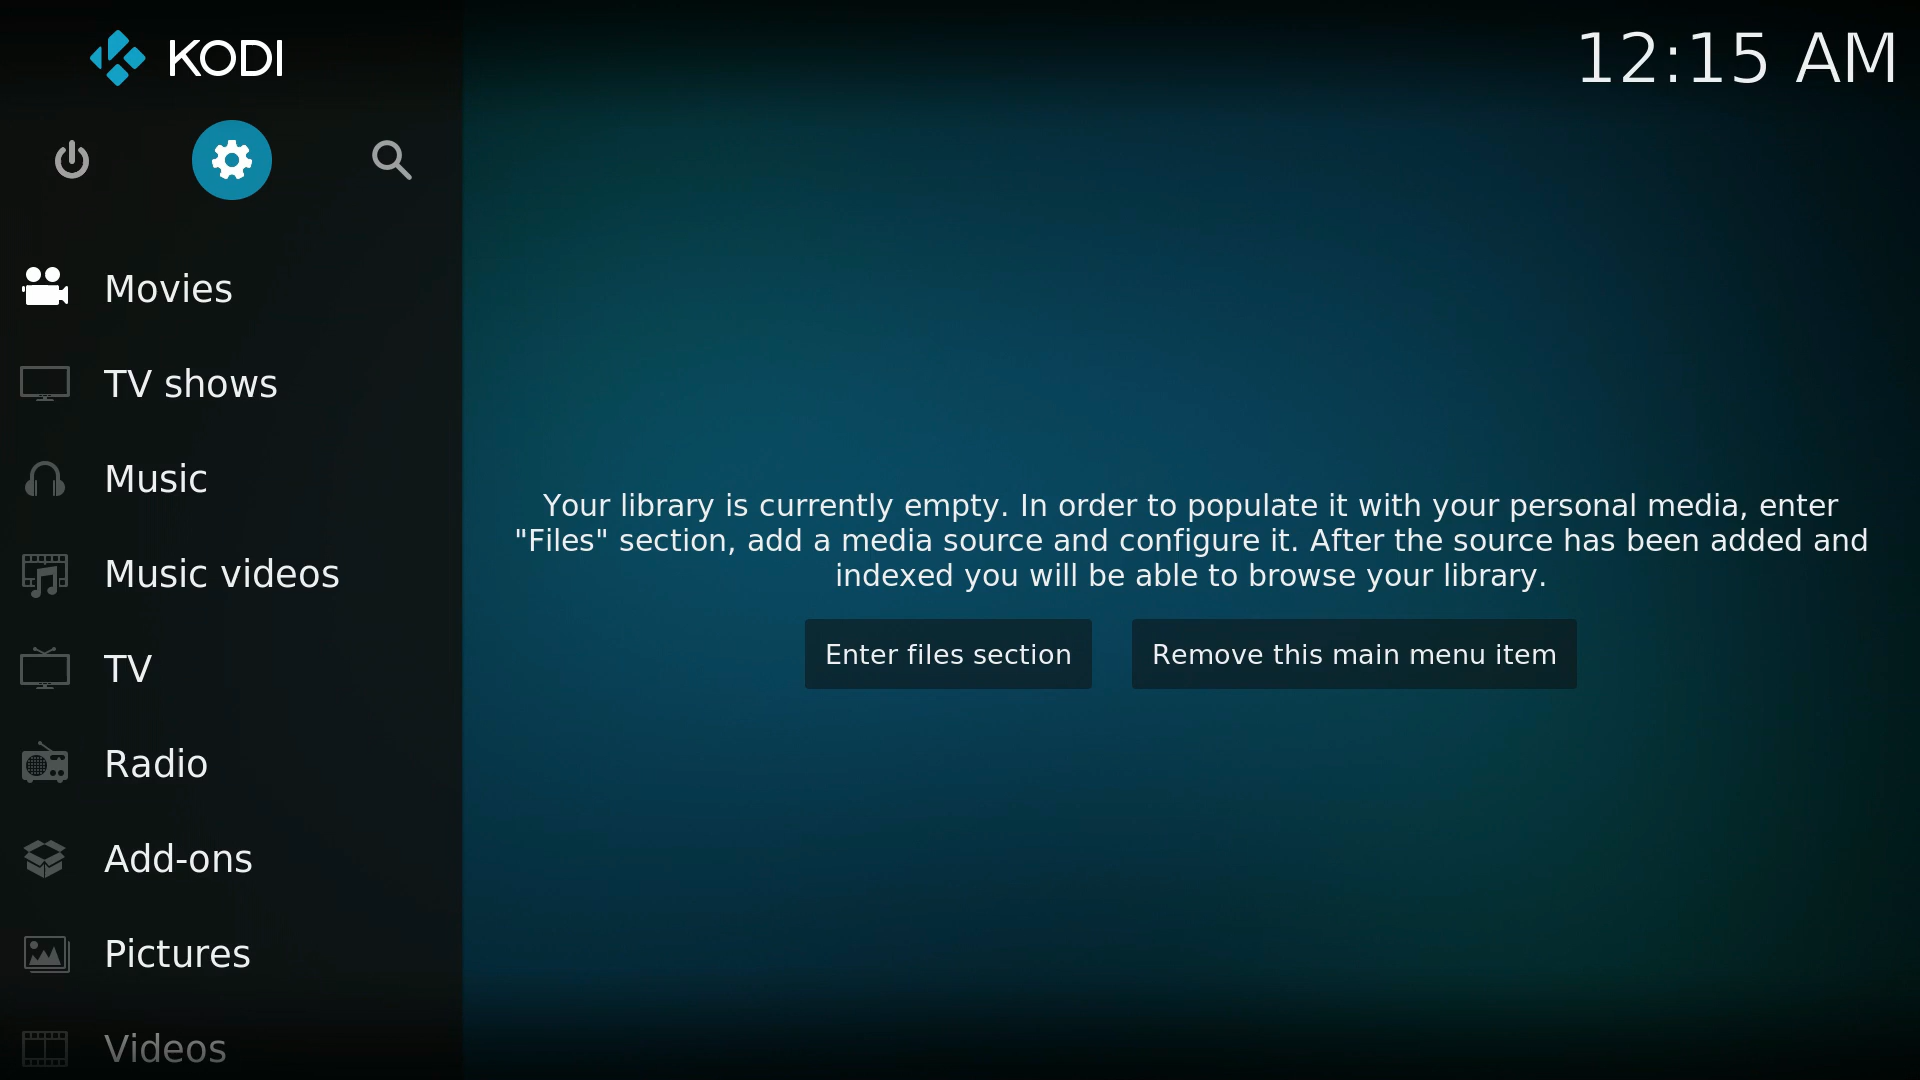 KODI
12:15 AM
Movies
TV shows
Music
Music videos
TV
Radio
Add-ons
Pictures
Videos
Your library is currently empty. In order to populate it with your personal media, enter
"Files" section, add a media source and configure it. After the source has been added and
indexed you will be able to browse your library.
Enter files section
Remove this main menu item